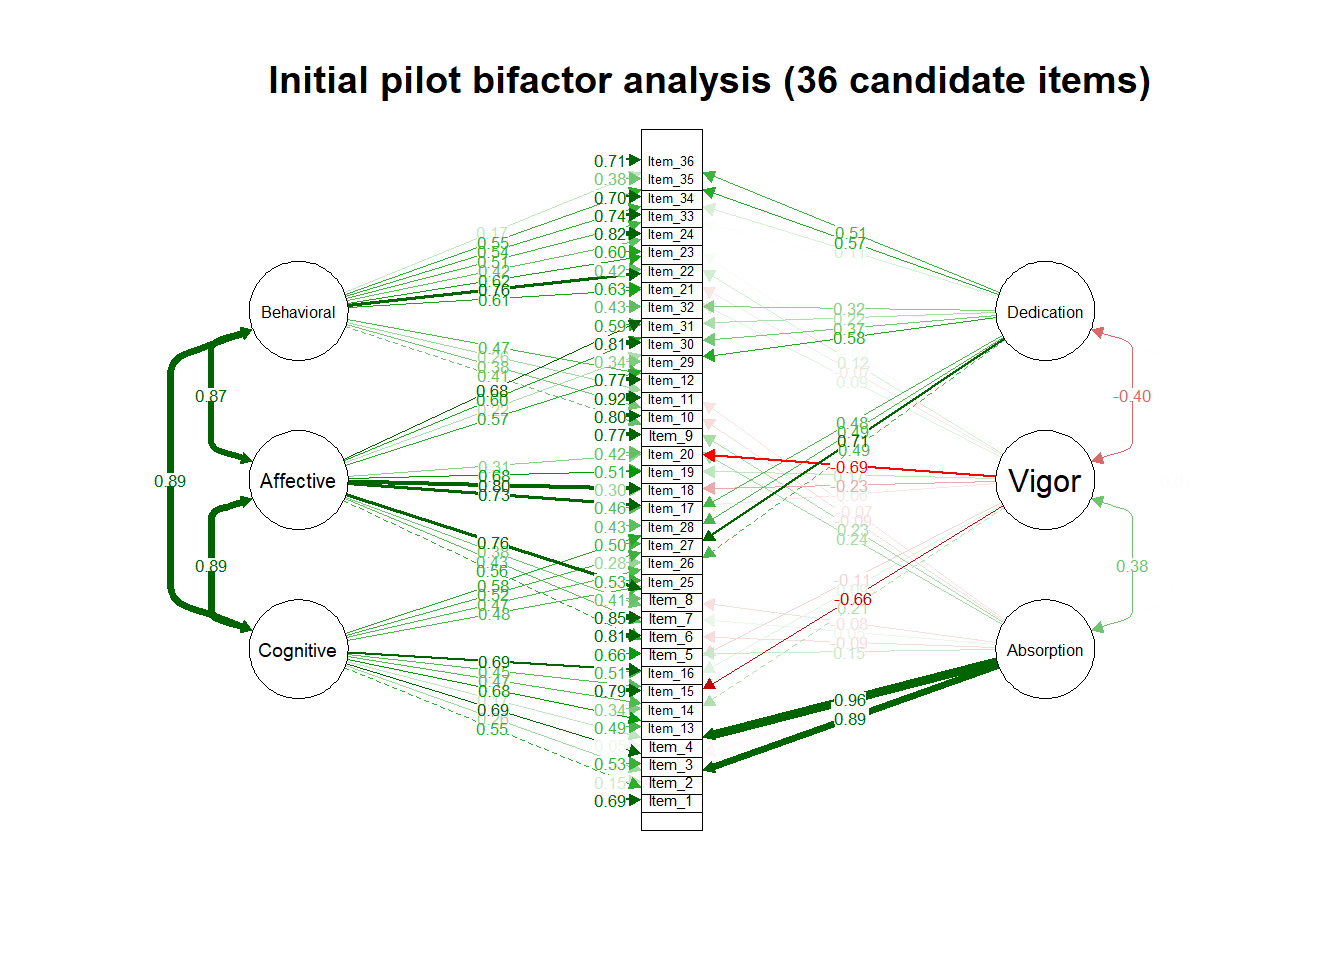 Initial pilot bifactor analysis (36 candidate items)
Behavioral
Affective
Cognitive
0.87
0.89
0.89
0.17
0.55
0.54
0.51
0.42
0.62
0.76
0.61
0.47
0.38
0.41
0.68
0.60
0.57
0.31
0.68
0.80
0.73
0.76
0.38
0.43
0.56
0.58
0.52
0.47
0.48
0.69
0.45
0.47
0.68
0.69
0.26
0.55
0.71 Item_36
0.38 Item_35
0.70 Item_34
0.74 Item_33
0.82 Item_24
0.60 Item_23
0.42 Item_22
0.63 Item_21
0.43 Item_32
0.59 Item_31
0.81 Item_30
0.34 Item_29
0.77 Item_12
0.92 Item_11
0.80 Item_10
0.77 Item_9
0.42 Item_20
0.51 Item_19
0.30 Item_18
0.46 Item_17
0.43 Item_28
0.50 Item_27
0.28 Item_26
0.53 Item_25
0.41 Item_8
0.85 Item_7
0.81 Item_6
0.66 Item_5
0.51 Item_16
0.79 Item_15
0.34 Item_14
0.49 Item_13
Item_4
0.53 Item_3
0.15 Item_2
0.69 Item_1
0.51
0.57
0.32
0.22
0.37
0.58
0.12
0.09
0.48
0.49
0.71
0.49
-0.69
-0.23
0.23
0.24
-0.11
-0.66
0.21
-0.08
-0.09
0.15
0.96
0.89
Dedication
Vigor
Absorption
-0.40
0.38